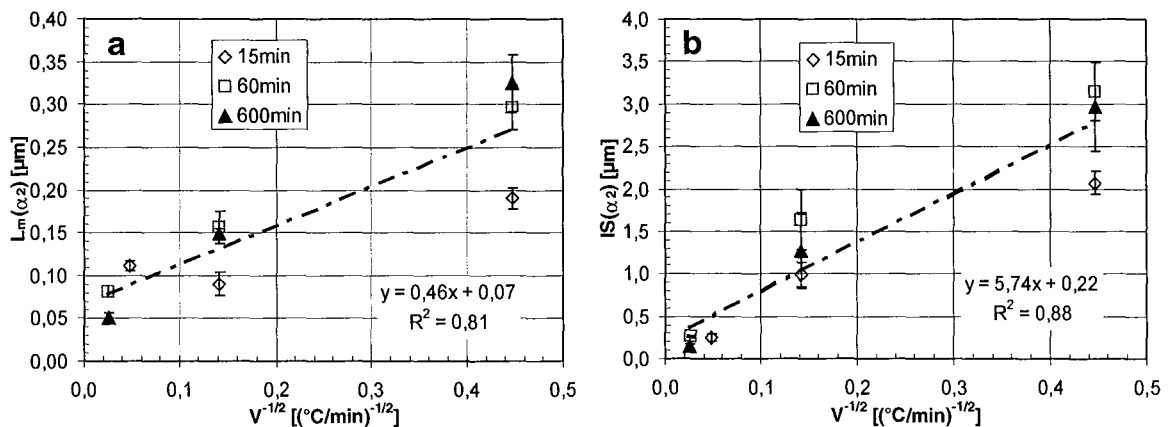 a
15min
60min
600min
0,40
0,35
0,30
0,25
0,20
0,15
0,10
0,05
0,00
Lm(α2) [µm]
y = 0,46x + 0,07
R² = 0,81
0,0 0,1 0,2 0,3 0,4 0,5
V⁻¹/² [(°C/min)⁻¹/²]
b
15min
60min
600min
4,0
3,5
3,0
2,5
2,0
1,5
1,0
0,5
0,0
IS(α2) [µm]
y = 5,74x + 0,22
R² = 0,88
0,0 0,1 0,2 0,3 0,4 0,5
V⁻¹/² [(°C/min)⁻¹/²]